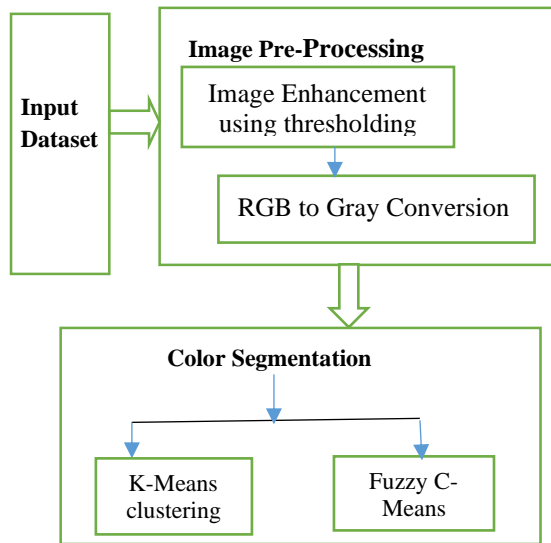 Input
Dataset
Image Pre-Processing
Image Enhancement
using thresholding
RGB to Gray Conversion
Color Segmentation
K-Means
clustering
Fuzzy C-
Means